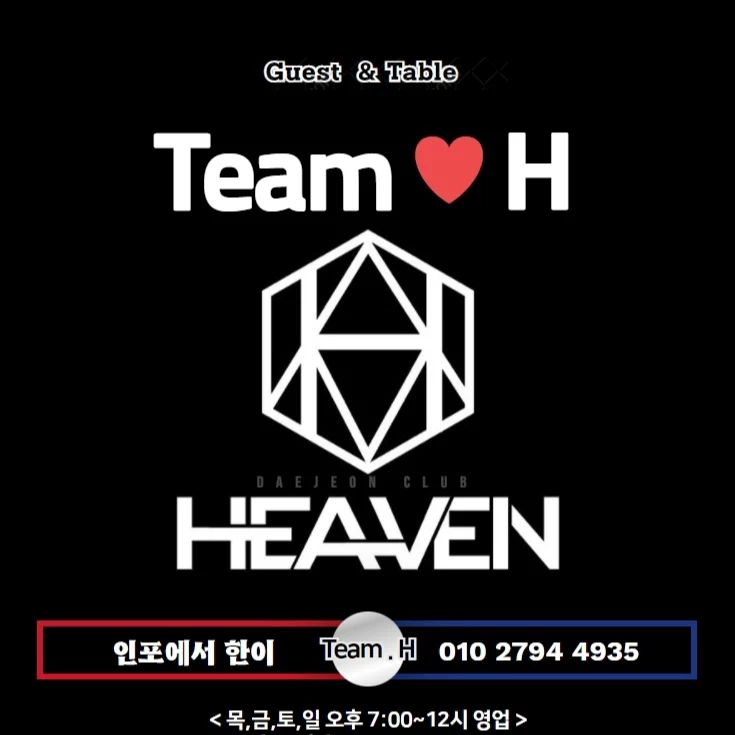 Guest & Table
Team ♥ H
DAEJEON CLUB
HEAVEN
인포에서 한이 Team . H 010 2794 4935
< 목,금,토,일 오후 7:00~12시 영업 >